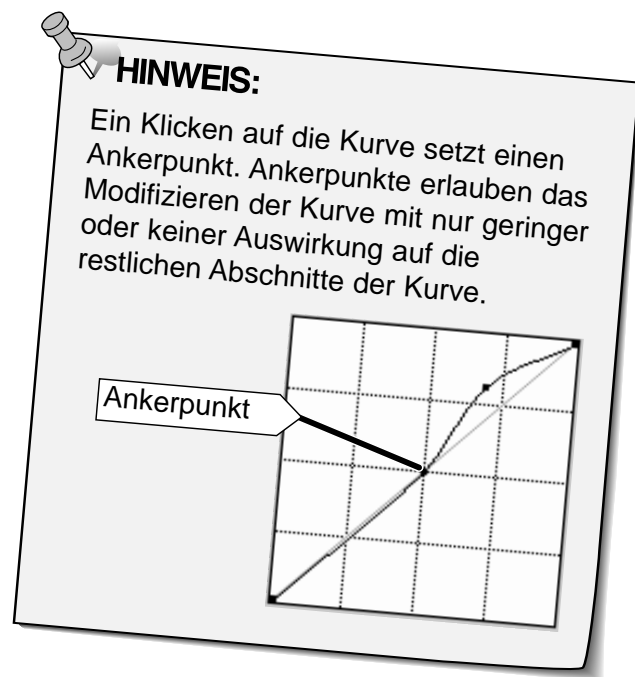 HINWEIS:
Ein Klicken auf die Kurve setzt einen
Ankerpunkt. Ankerpunkte erlauben das
Modifizieren der Kurve mit nur geringer
oder keiner Auswirkung auf die
restlichen Abschnitte der Kurve.
Ankerpunkt